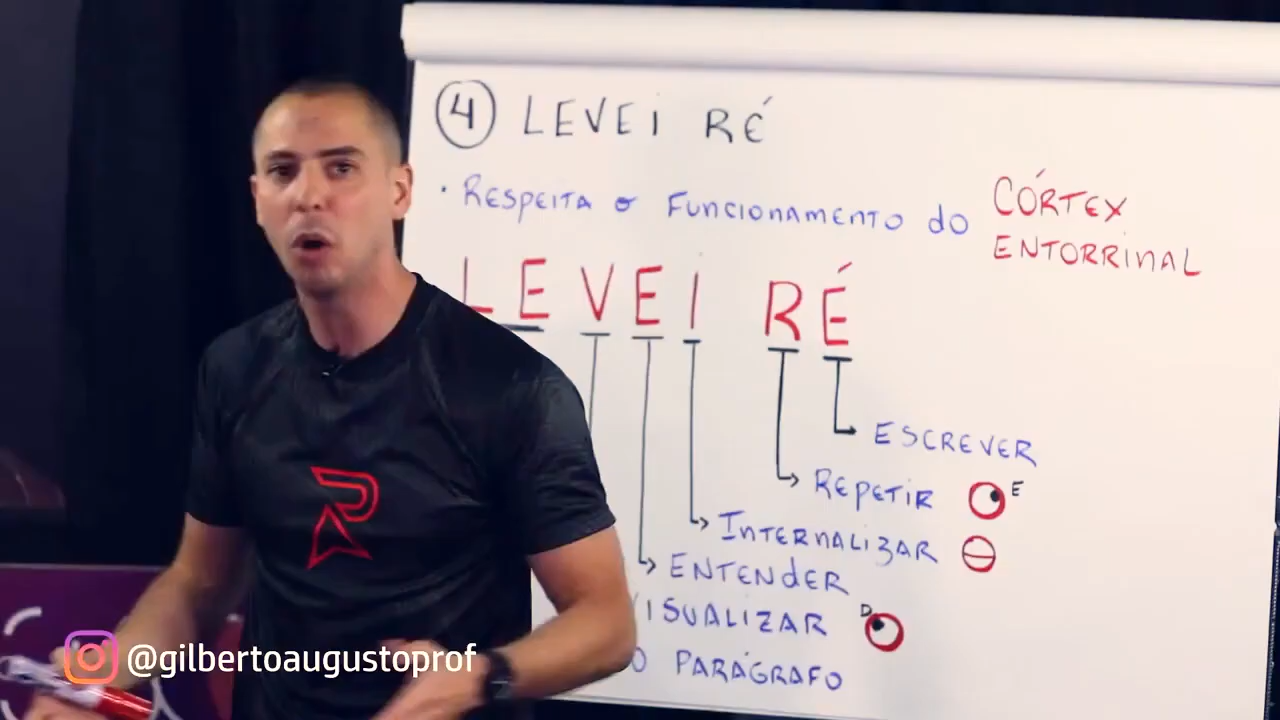 4 LEVEI RÉ
· RESPEITA O FUNCIONAMENTO do CÓRTEX
ENTORRINAL
LEVEI RÉ
ESCREVER
REPETIR E
INTERNALIZAR
ENTENDER
VISUALIZAR D
O PARÁGRAFO
@gilbertoaugustoprof